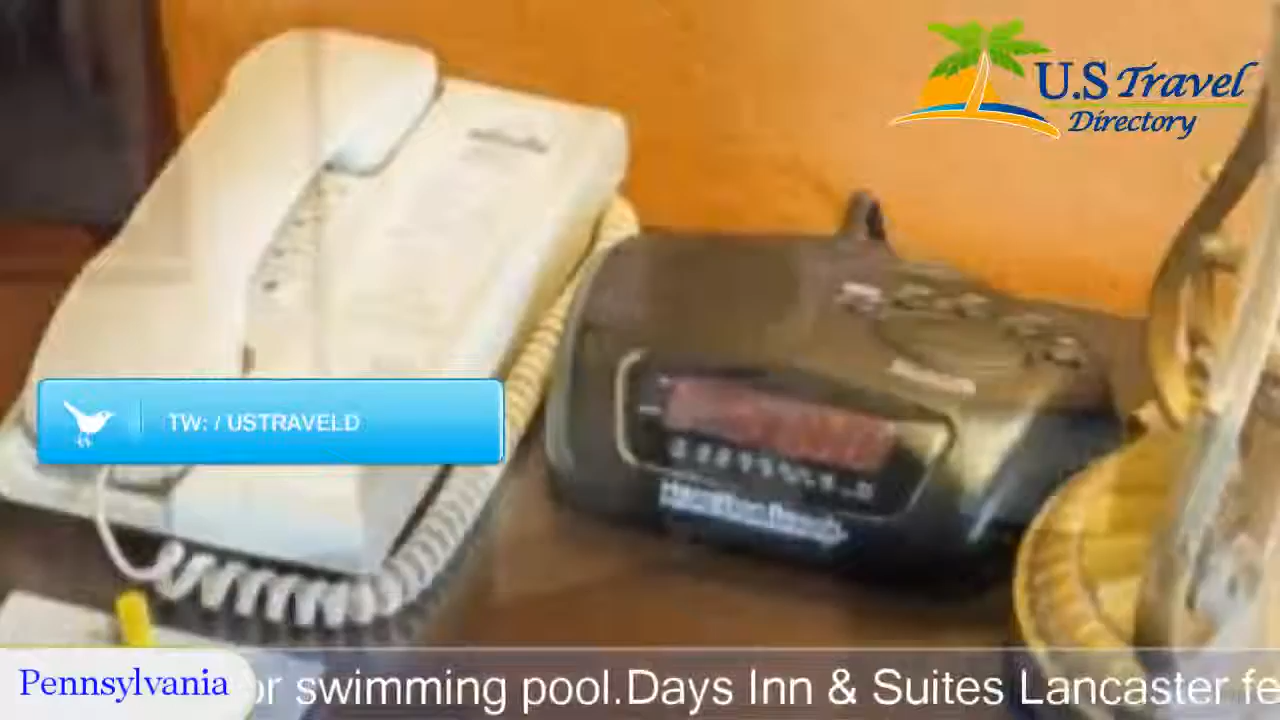 U.S Travel
Directory
TW: / USTRAVELD
Hamilton Beach
Pennsylvania
or swimming pool.Days Inn & Suites Lancaster fe